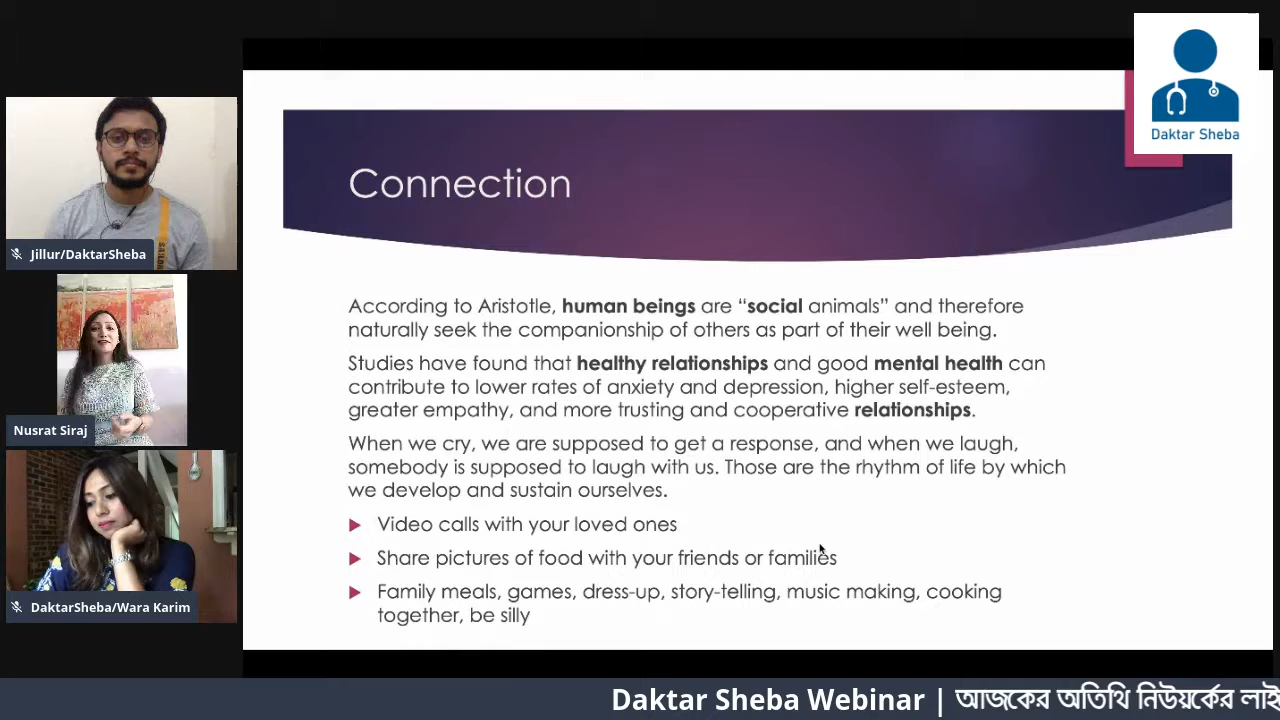 Daktar Sheba
Connection
According to Aristotle, human beings are “social animals” and therefore
naturally seek the companionship of others as part of their well being.
Studies have found that healthy relationships and good mental health can
contribute to lower rates of anxiety and depression, higher self-esteem,
greater empathy, and more trusting and cooperative relationships.
When we cry, we are supposed to get a response, and when we laugh,
somebody is supposed to laugh with us. Those are the rhythm of life by which
we develop and sustain ourselves.
Video calls with your loved ones
Share pictures of food with your friends or families
Family meals, games, dress-up, story-telling, music making, cooking
together, be silly
Jillur/DaktarSheba
Nusrat Siraj
DaktarSheba/Wara Karim
Daktar Sheba Webinar | আজকের অতিথি নিউয়র্কের লাই